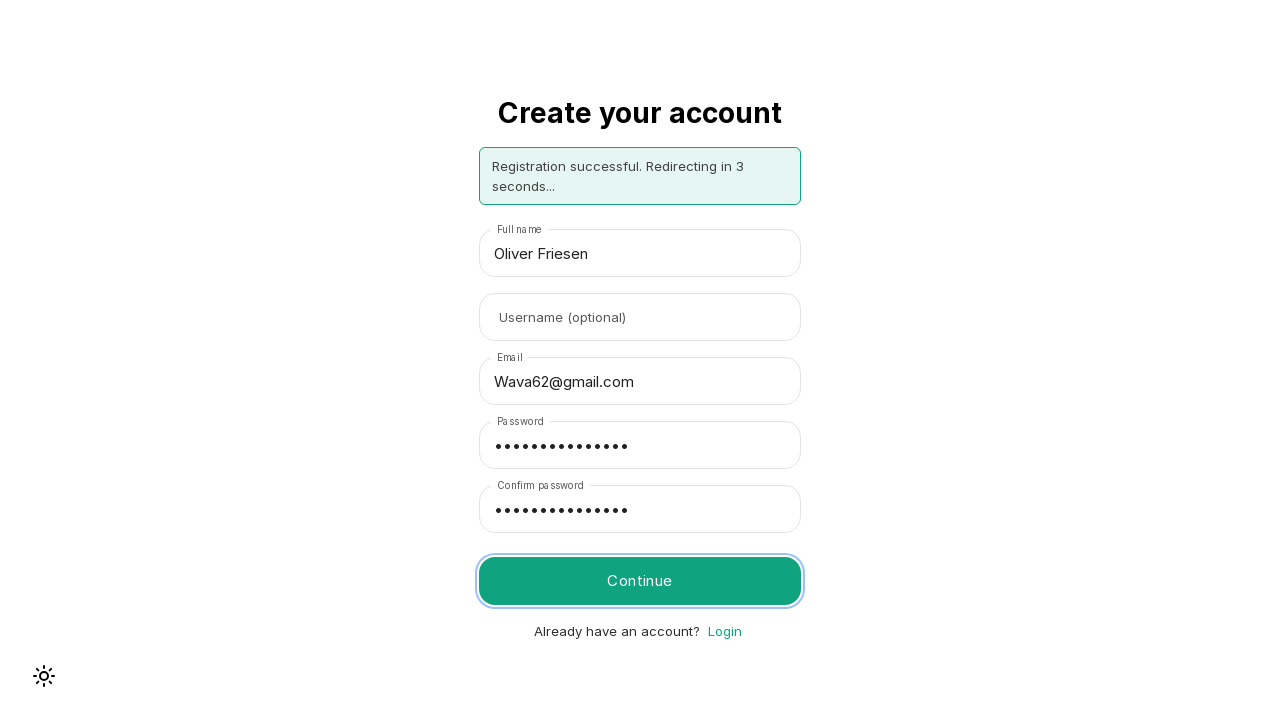 Create your account
Registration successful. Redirecting in 3
seconds...
Full name
Oliver Friesen
Username (optional)
Email
Wava62@gmail.com
Password
•••••••••••••••
Confirm password
•••••••••••••••
Continue
Already have an account? Login